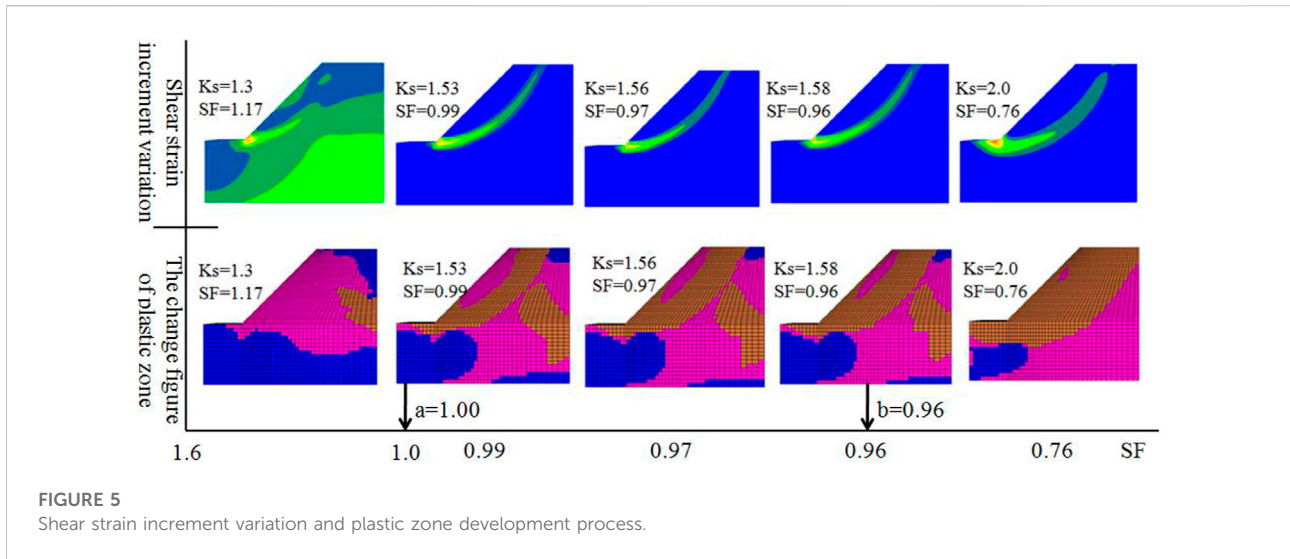 Shear strain
increment variation
Ks=1.3
SF=1.17
Ks=1.53
SF=0.99
Ks=1.56
SF=0.97
Ks=1.58
SF=0.96
Ks=2.0
SF=0.76
The change figure
of plastic zone
Ks=1.3
SF=1.17
Ks=1.53
SF=0.99
Ks=1.56
SF=0.97
Ks=1.58
SF=0.96
Ks=2.0
SF=0.76
a=1.00
b=0.96
1.6 1.0 0.99 0.97 0.96 0.76 SF
FIGURE 5
Shear strain increment variation and plastic zone development process.